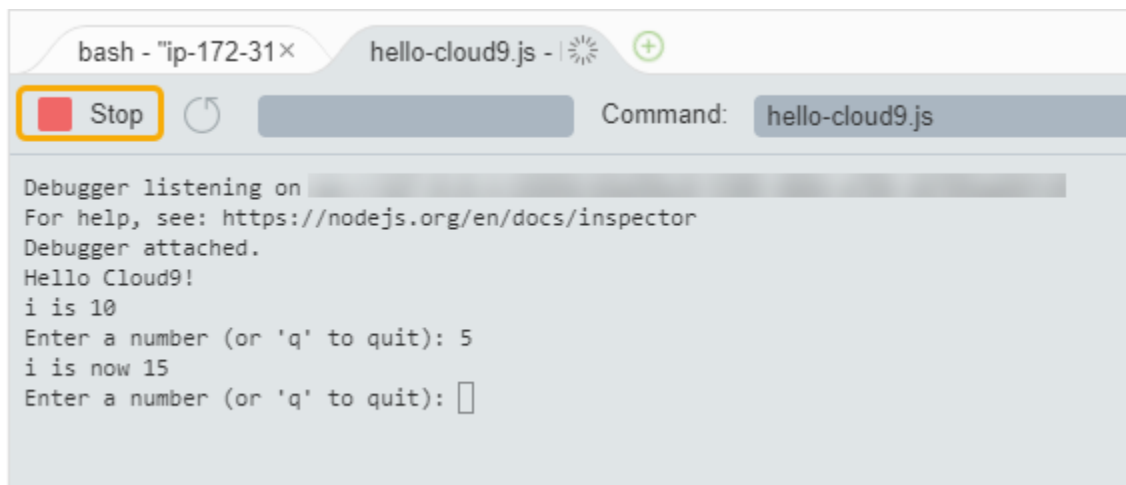 bash - "ip-172-31× hello-cloud9.js -
Stop Command: hello-cloud9.js
Debugger listening on
For help, see: https://nodejs.org/en/docs/inspector
Debugger attached.
Hello Cloud9!
i is 10
Enter a number (or 'q' to quit): 5
i is now 15
Enter a number (or 'q' to quit):